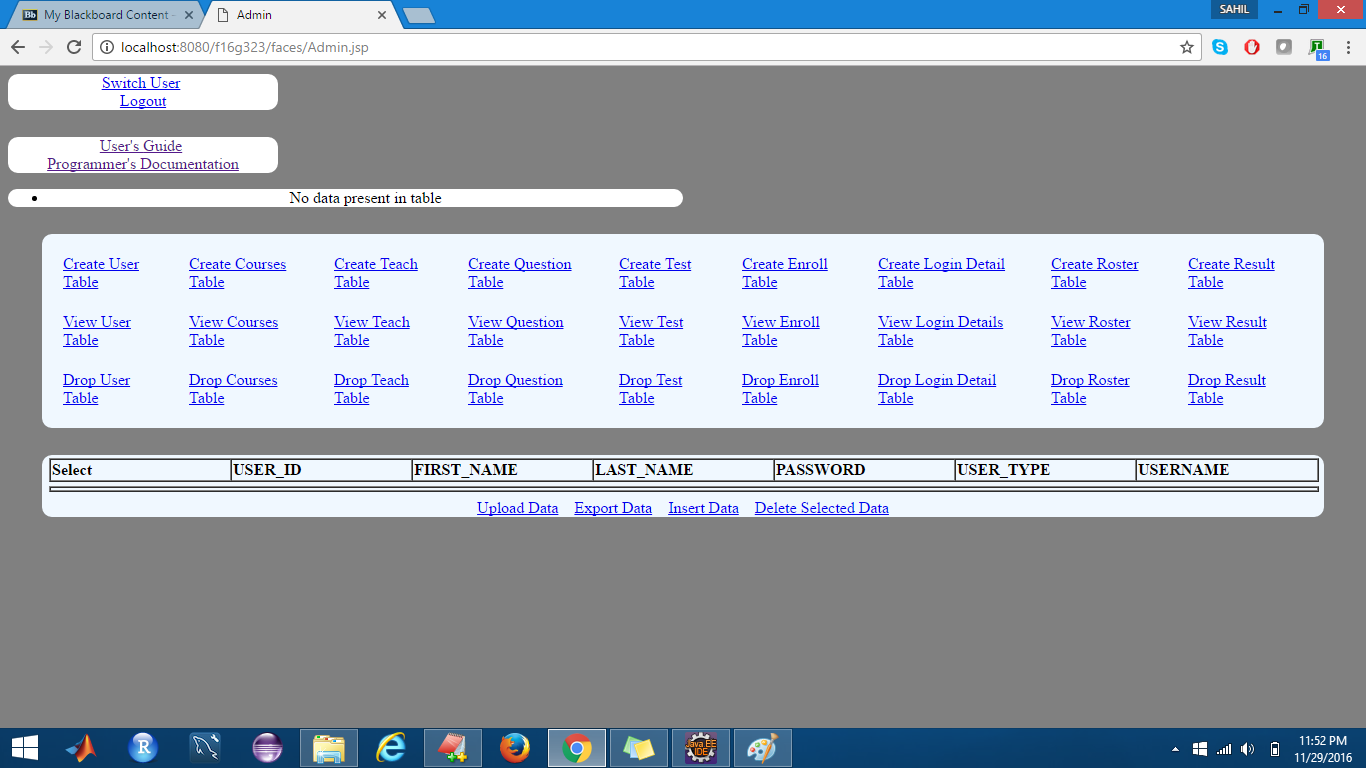 Bb My Blackboard Content -
Admin
SAHIL
localhost:8080/f16g323/faces/Admin.jsp
16
Switch User
Logout
User's Guide
Programmer's Documentation
• No data present in table
Create User Table
Create Courses Table
Create Teach Table
Create Question Table
Create Test Table
Create Enroll Table
Create Login Detail Table
Create Roster Table
Create Result Table
View User Table
View Courses Table
View Teach Table
View Question Table
View Test Table
View Enroll Table
View Login Details Table
View Roster Table
View Result Table
Drop User Table
Drop Courses Table
Drop Teach Table
Drop Question Table
Drop Test Table
Drop Enroll Table
Drop Login Detail Table
Drop Roster Table
Drop Result Table
Select USER_ID FIRST_NAME LAST_NAME PASSWORD USER_TYPE USERNAME
Upload Data Export Data Insert Data Delete Selected Data
R
Java EE
IDE
11:52 PM
11/29/2016